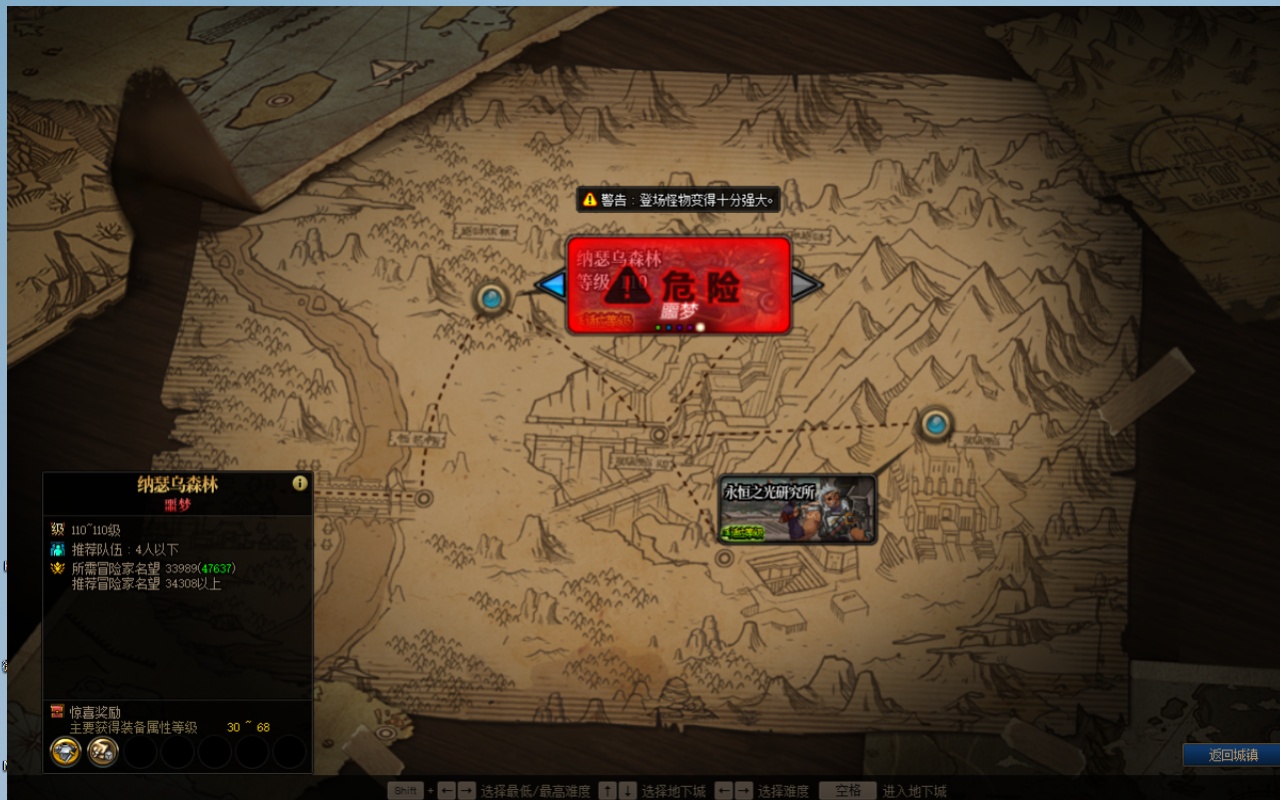 警告：登场怪物变得十分强大。
纳瑟乌森林
等级 110
危险
噩梦
永恒之光研究所
纳瑟乌森林
噩梦
级 110~110级
推荐队伍：4人以下
所需冒险家名望 33989(47637)
推荐冒险家名望 34308以上
惊喜奖励
主要获得装备属性等级 30 ~ 68
返回城镇
Shift + ← → 选择最低/最高难度 ↑ ↓ 选择地下城 ← → 选择难度 空格 进入地下城